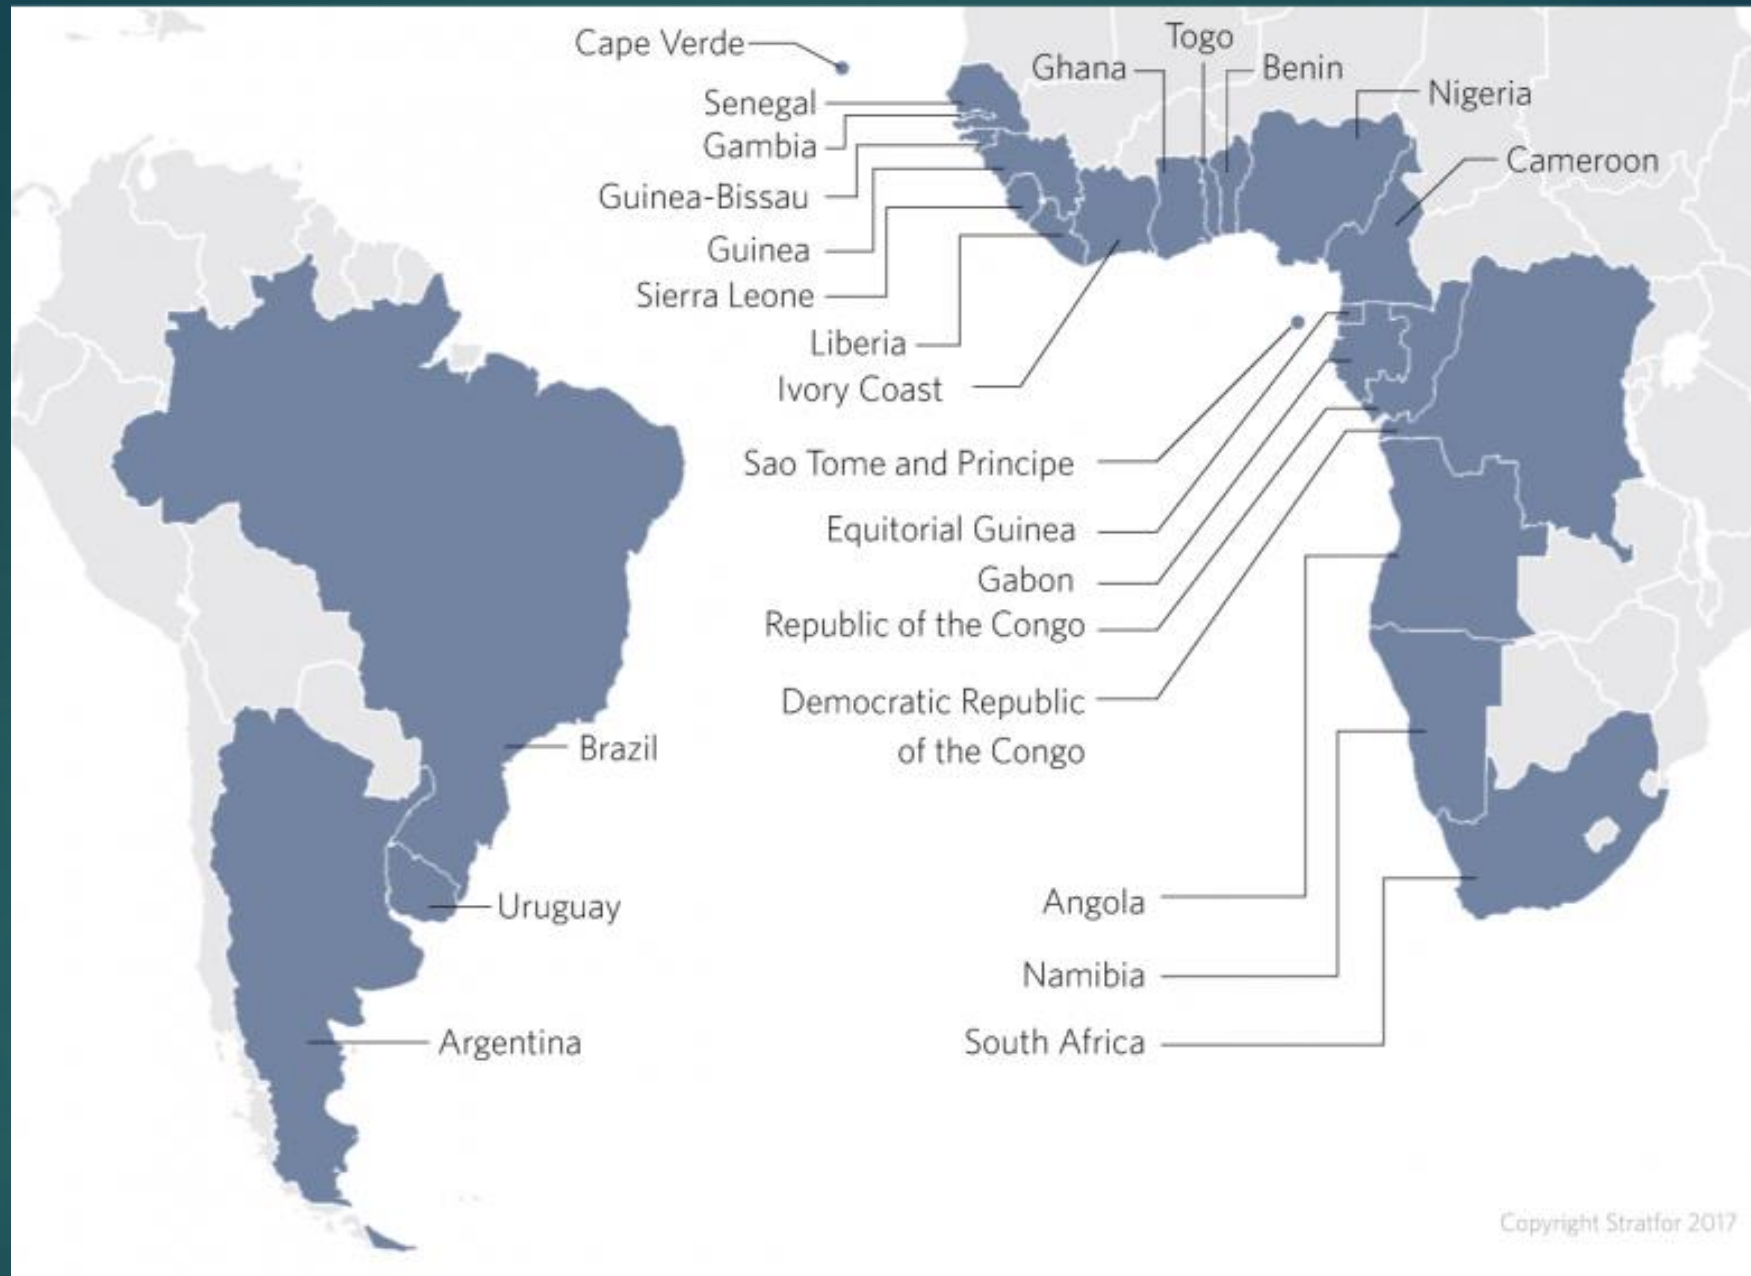 Cape Verde
Togo
Ghana
Benin
Nigeria
Senegal
Gambia
Cameroon
Guinea-Bissau
Guinea
Sierra Leone
Liberia
Ivory Coast
Sao Tome and Principe
Equitorial Guinea
Gabon
Republic of the Congo
Democratic Republic
of the Congo
Brazil
Uruguay
Angola
Namibia
Argentina
South Africa
Copyright Stratfor 2017